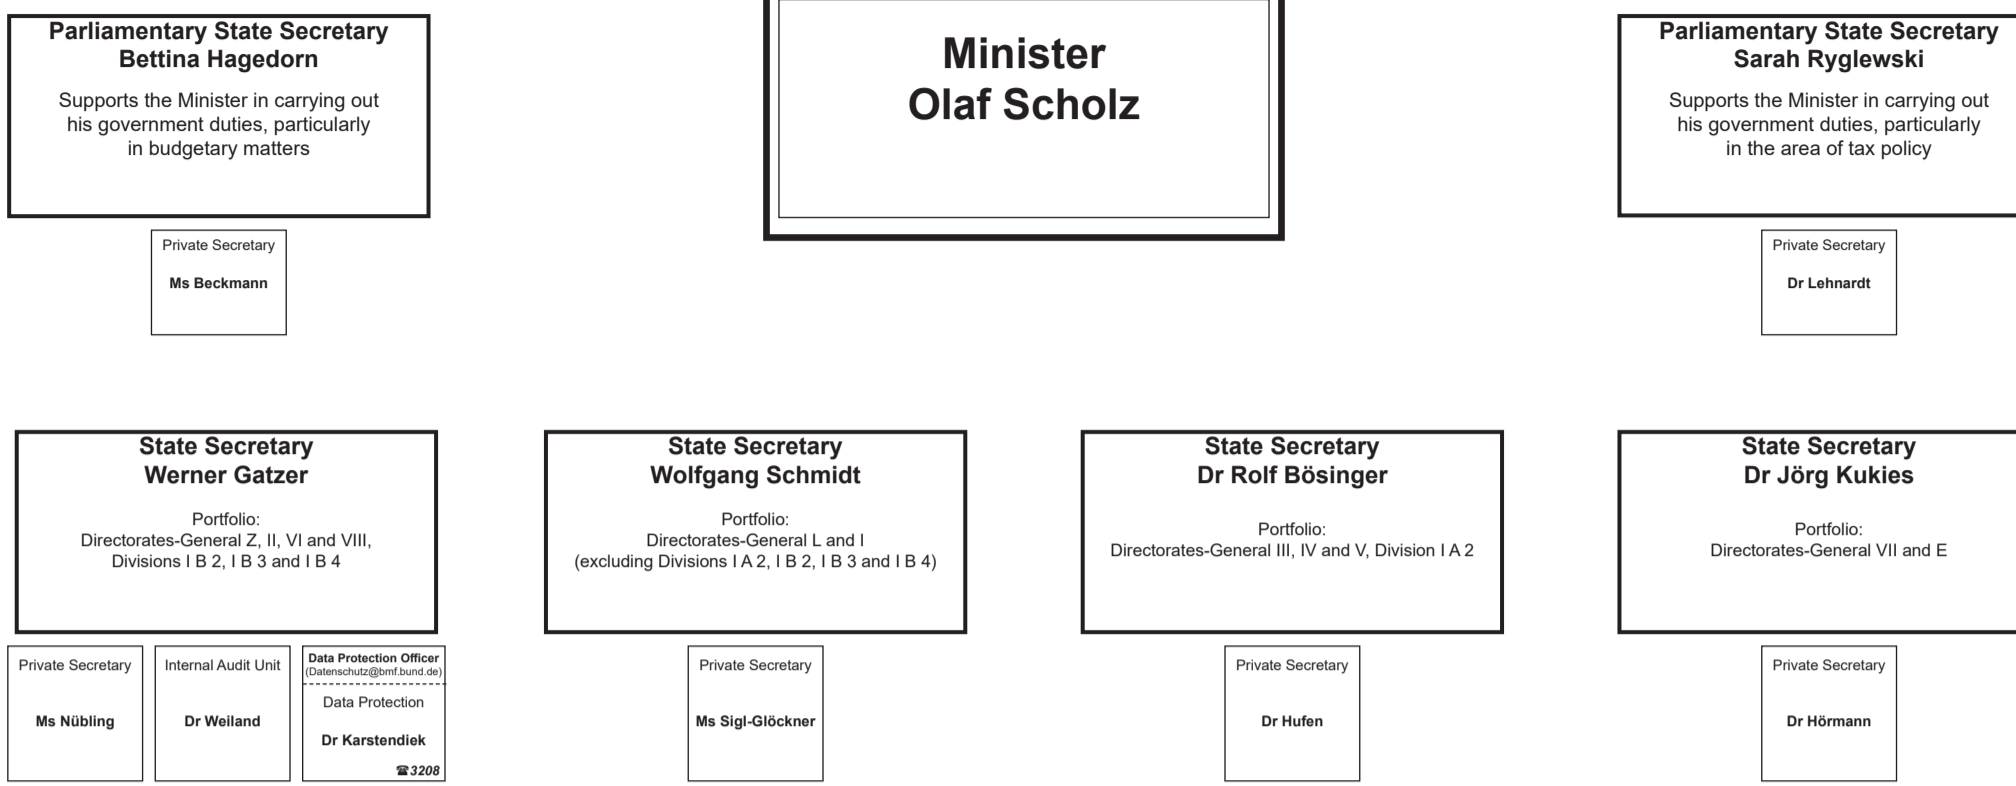 Parliamentary State Secretary
Bettina Hagedorn
Supports the Minister in carrying out
his government duties, particularly
in budgetary matters
Private Secretary
Ms Beckmann
Minister
Olaf Scholz
Parliamentary State Secretary
Sarah Ryglewski
Supports the Minister in carrying out
his government duties, particularly
in the area of tax policy
Private Secretary
Dr Lehnardt
State Secretary
Werner Gatzer
Portfolio:
Directorates-General Z, II, VI and VIII,
Divisions I B 2, I B 3 and I B 4
Private Secretary
Ms Nübling
Internal Audit Unit
Dr Weiland
Data Protection Officer
(Datenschutz@bmf.bund.de)
Data Protection
Dr Karstendiek
☎3208
State Secretary
Wolfgang Schmidt
Portfolio:
Directorates-General L and I
(excluding Divisions I A 2, I B 2, I B 3 and I B 4)
Private Secretary
Ms Sigl-Glöckner
State Secretary
Dr Rolf Bösinger
Portfolio:
Directorates-General III, IV and V, Division I A 2
Private Secretary
Dr Hufen
State Secretary
Dr Jörg Kukies
Portfolio:
Directorates-General VII and E
Private Secretary
Dr Hörmann